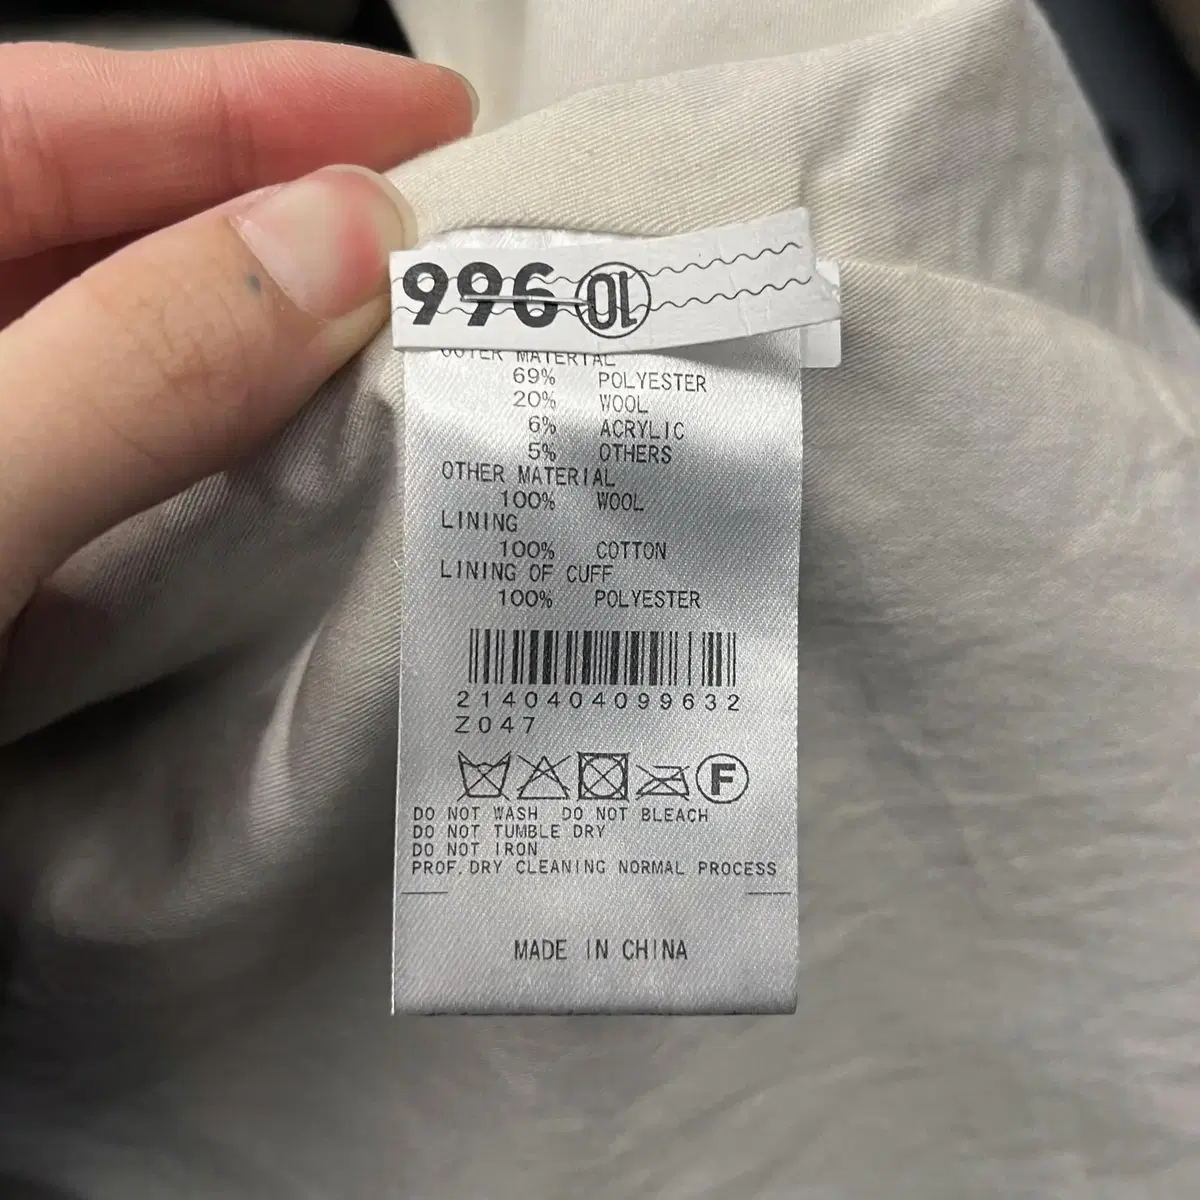 996 10
OUTER MATERIAL
69% POLYESTER
20% WOOL
6% ACRYLIC
5% OTHERS
OTHER MATERIAL
100% WOOL
LINING
100% COTTON
LINING OF CUFF
100% POLYESTER
2140404099632
Z047
F
DO NOT WASH DO NOT BLEACH
DO NOT TUMBLE DRY
DO NOT IRON
PROF. DRY CLEANING NORMAL PROCESS
MADE IN CHINA